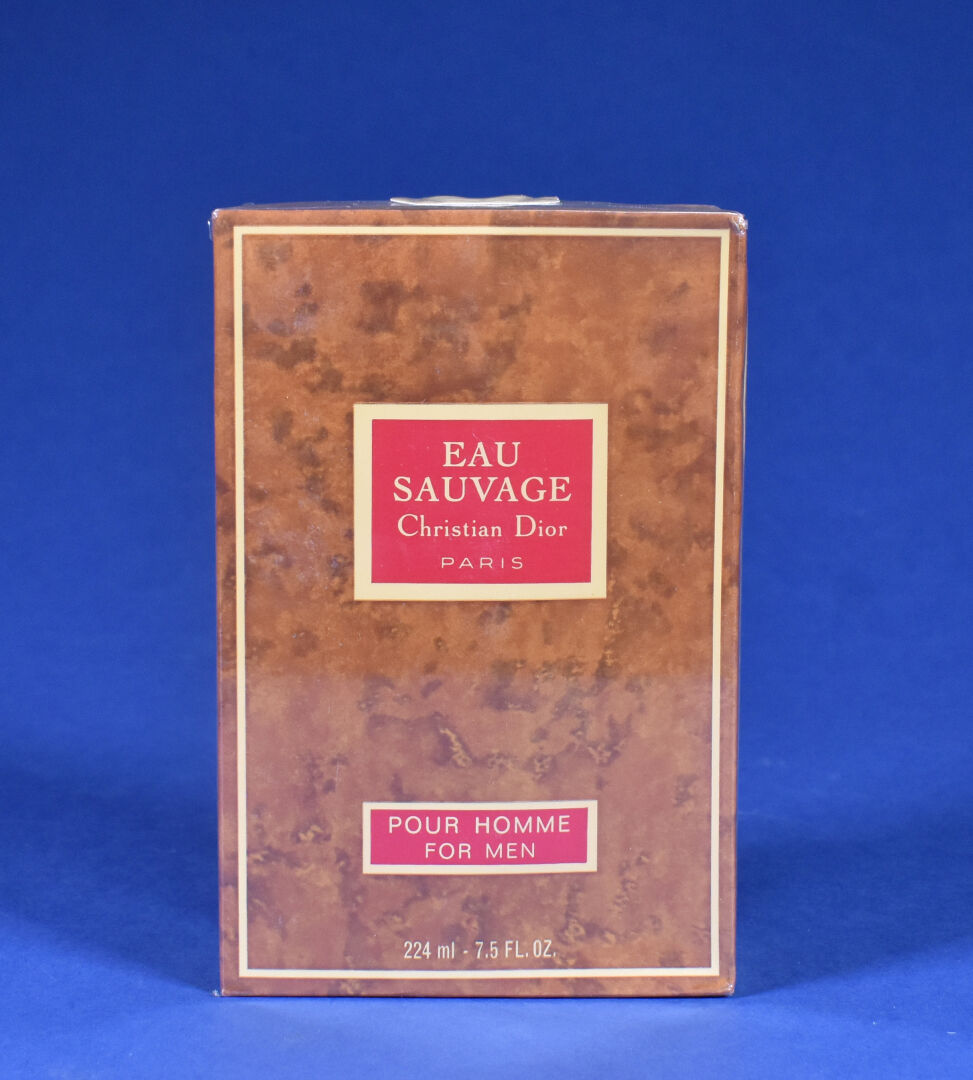 EAU
SAUVAGE
Christian Dior
PARIS
POUR HOMME
FOR MEN
224 ml - 7.5 FL. OZ.